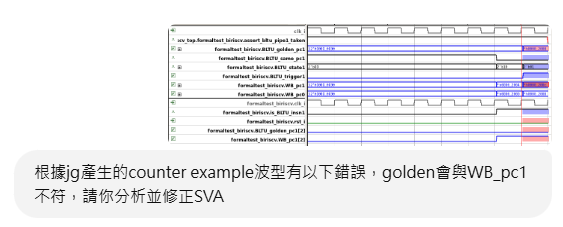 clk_i
scv_top.formaltest_biriscv.assert_bltu_pipe1_token
formaltest_biriscv.BLTU_golden_pc1
formaltest_biriscv.BLTU_same_pc1
formaltest_biriscv.BLTU_state1
formaltest_biriscv.BLTU_trigger1
formaltest_biriscv.WB_pc1
formaltest_biriscv.WB_pc0
formaltest_biriscv.clk_i
formaltest_biriscv.is_BLTU_insn1
formaltest_biriscv.rst_i
formaltest_biriscv.BLTU_golden_pc1[2]
formaltest_biriscv.WB_pc1[2]
根據jg產生的counter example波型有以下錯誤，golden會與WB_pc1
不符，請你分析並修正SVA